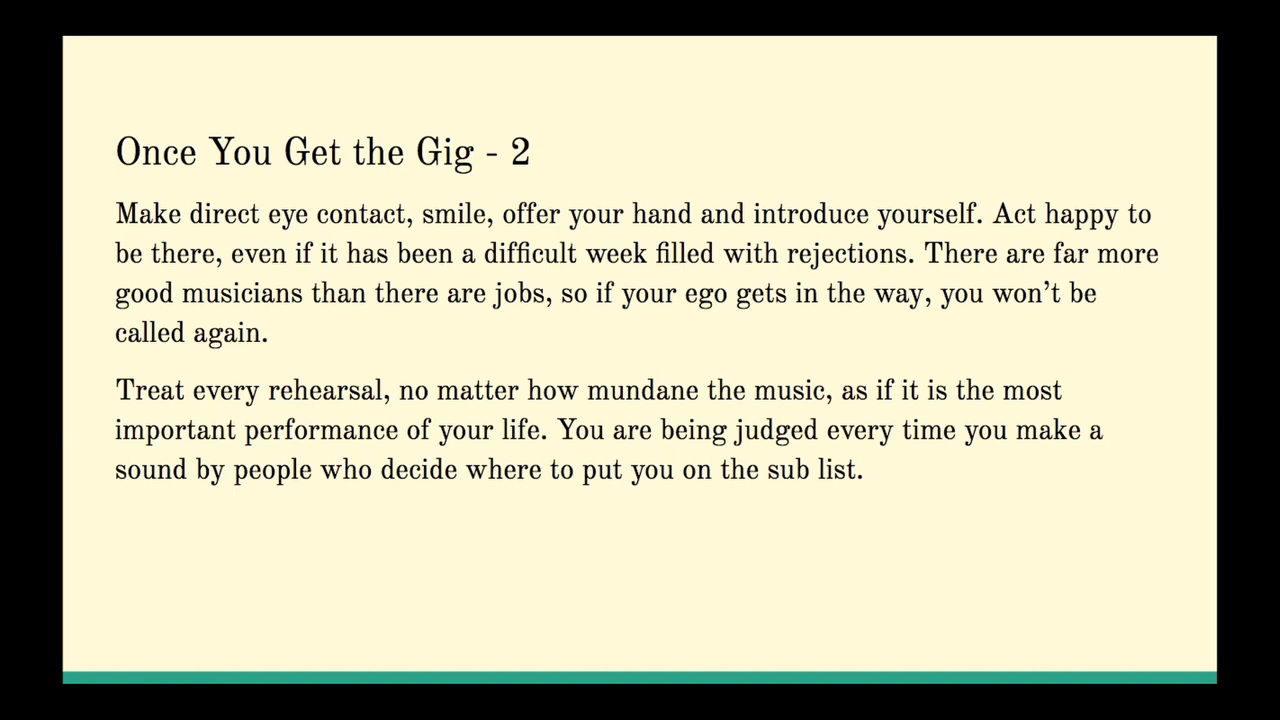 Once You Get the Gig - 2
Make direct eye contact, smile, offer your hand and introduce yourself. Act happy to
be there, even if it has been a difficult week filled with rejections. There are far more
good musicians than there are jobs, so if your ego gets in the way, you won’t be
called again.
Treat every rehearsal, no matter how mundane the music, as if it is the most
important performance of your life. You are being judged every time you make a
sound by people who decide where to put you on the sub list.